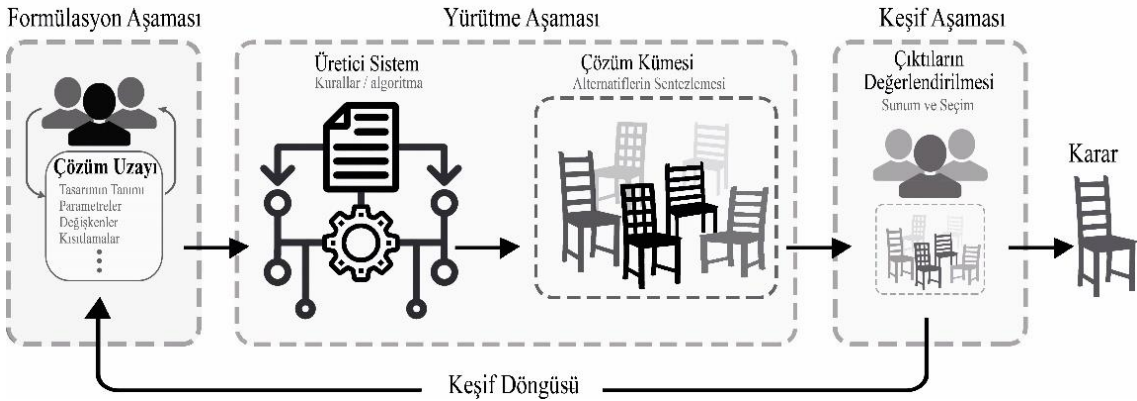 Formülasyon Aşaması
Çözüm Uzayı
Tasarımın Tanımı
Parametreler
Değişkenler
Kısıtlamalar
Yürütme Aşaması
Üretici Sistem
Kurallar / algoritma
Çözüm Kümesi
Alternatiflerin Sentezlemesi
Keşif Aşaması
Çıktıların
Değerlendirilmesi
Sunum ve Seçim
Karar
Keşif Döngüsü